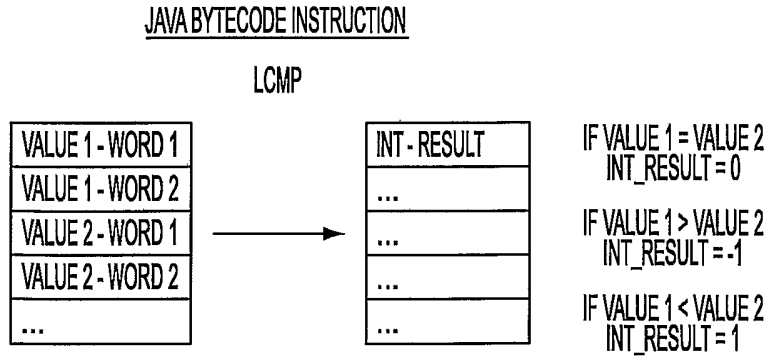 JAVA BYTECODE INSTRUCTION
LCMP
VALUE 1 - WORD 1
VALUE 1 - WORD 2
VALUE 2 - WORD 1
VALUE 2 - WORD 2
...
INT - RESULT
...
...
...
...
IF VALUE 1 = VALUE 2
INT_RESULT = 0
IF VALUE 1 > VALUE 2
INT_RESULT = -1
IF VALUE 1 < VALUE 2
INT_RESULT = 1